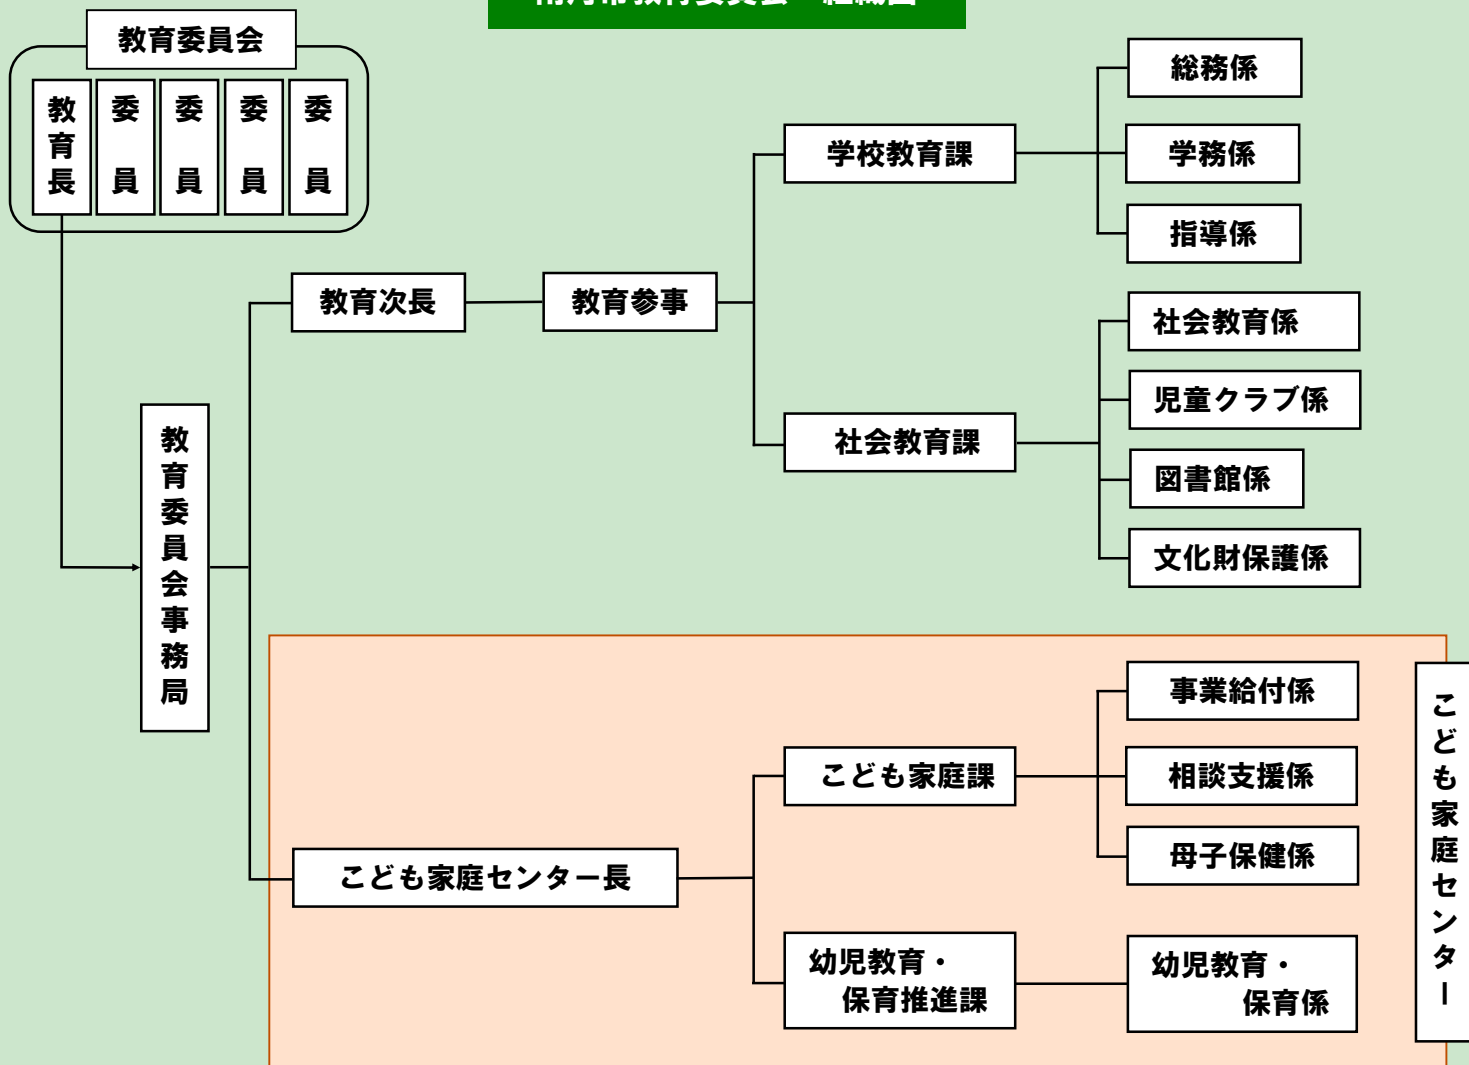 教育委員会
教育長
委員
委員
委員
委員
総務係
学校教育課
学務係
指導係
教育次長
教育参事
社会教育係
児童クラブ係
社会教育課
図書館係
文化財保護係
教育委員会事務局
事業給付係
こども家庭課
相談支援係
母子保健係
こども家庭センター長
幼児教育・
保育推進課
幼児教育・
保育係
こども家庭センター